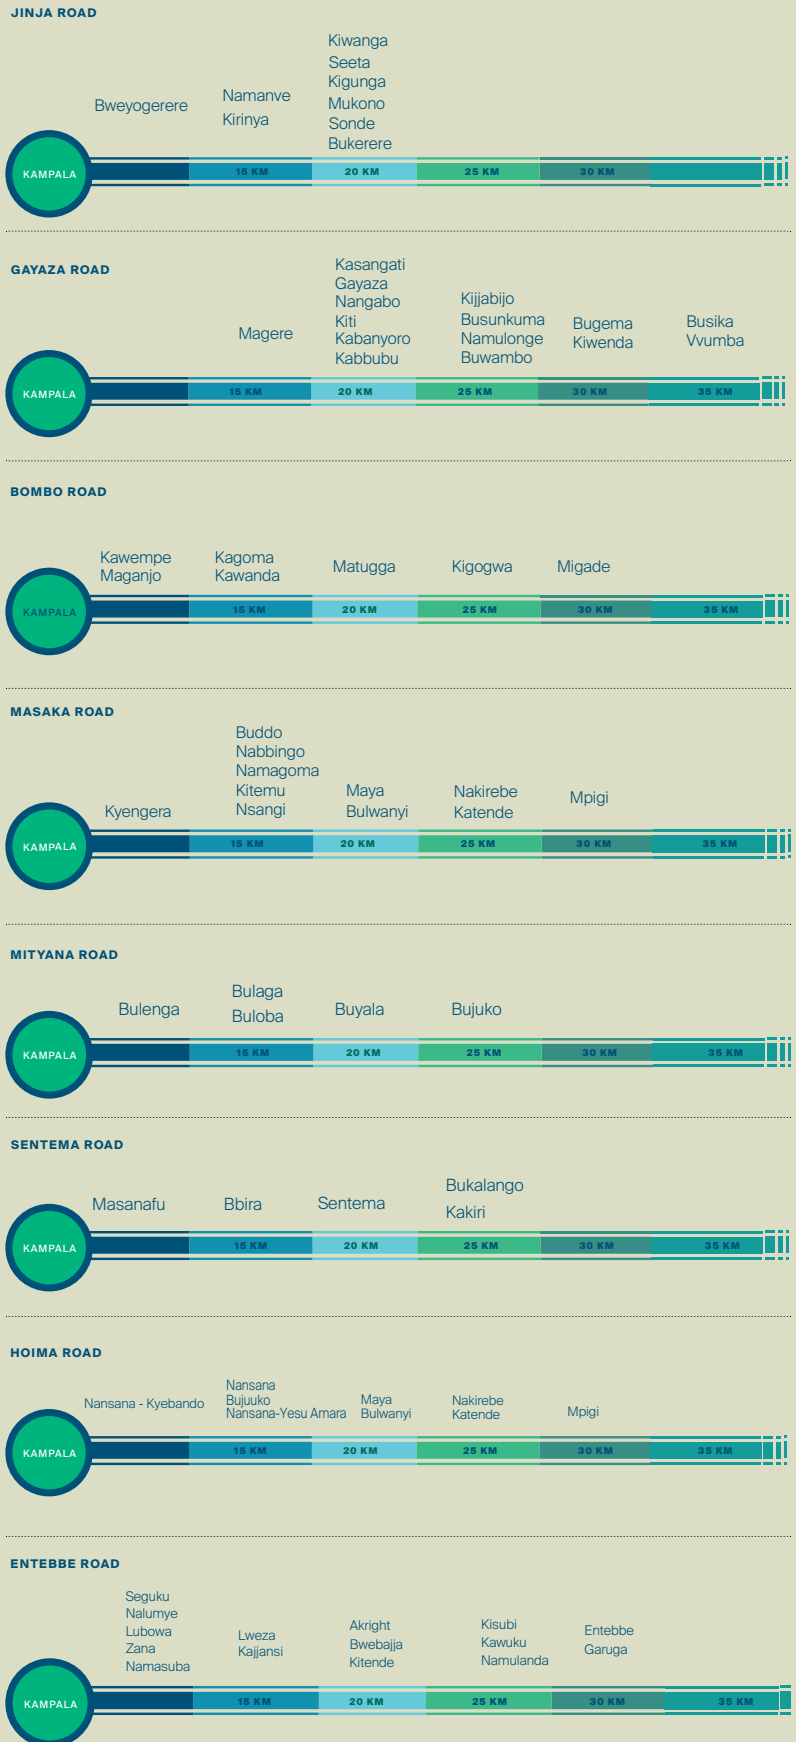 JINJA ROAD
Kiwanga
Seeta
Kigunga
Mukono
Sonde
Bukerere
Namanve
Kirinya
Bweyogerere
KAMPALA
15 KM
20 KM
25 KM
30 KM
GAYAZA ROAD
Kasangati
Gayaza
Nangabo
Kiti
Kabanyoro
Kabbubu
Magere
Kijjabijo
Busunkuma
Namulonge
Buwambo
Bugema
Kiwenda
Busika
Vvumba
KAMPALA
15 KM
20 KM
25 KM
30 KM
35 KM
BOMBO ROAD
Kawempe
Maganjo
Kagoma
Kawanda
Matugga
Kigogwa
Migade
KAMPALA
15 KM
20 KM
25 KM
30 KM
35 KM
MASAKA ROAD
Kyengera
Buddo
Nabbingo
Namagoma
Kitemu
Nsangi
Maya
Bulwanyi
Nakirebe
Katende
Mpigi
KAMPALA
15 KM
20 KM
25 KM
30 KM
35 KM
MITYANA ROAD
Bulenga
Bulaga
Buloba
Buyala
Bujuko
KAMPALA
15 KM
20 KM
25 KM
30 KM
35 KM
SENTEMA ROAD
Masanafu
Bbira
Sentema
Bukalango
Kakiri
KAMPALA
15 KM
20 KM
25 KM
30 KM
35 KM
HOIMA ROAD
Nansana - Kyebando
Nansana
Bujuuko
Nansana-Yesu Amara
Maya
Bulwanyi
Nakirebe
Katende
Mpigi
KAMPALA
15 KM
20 KM
25 KM
30 KM
35 KM
ENTEBBE ROAD
Seguku
Nalumye
Lubowa
Zana
Namasuba
Lweza
Kajjansi
Akright
Bwebajja
Kitende
Kisubi
Kawuku
Namulanda
Entebbe
Garuga
KAMPALA
15 KM
20 KM
25 KM
30 KM
35 KM